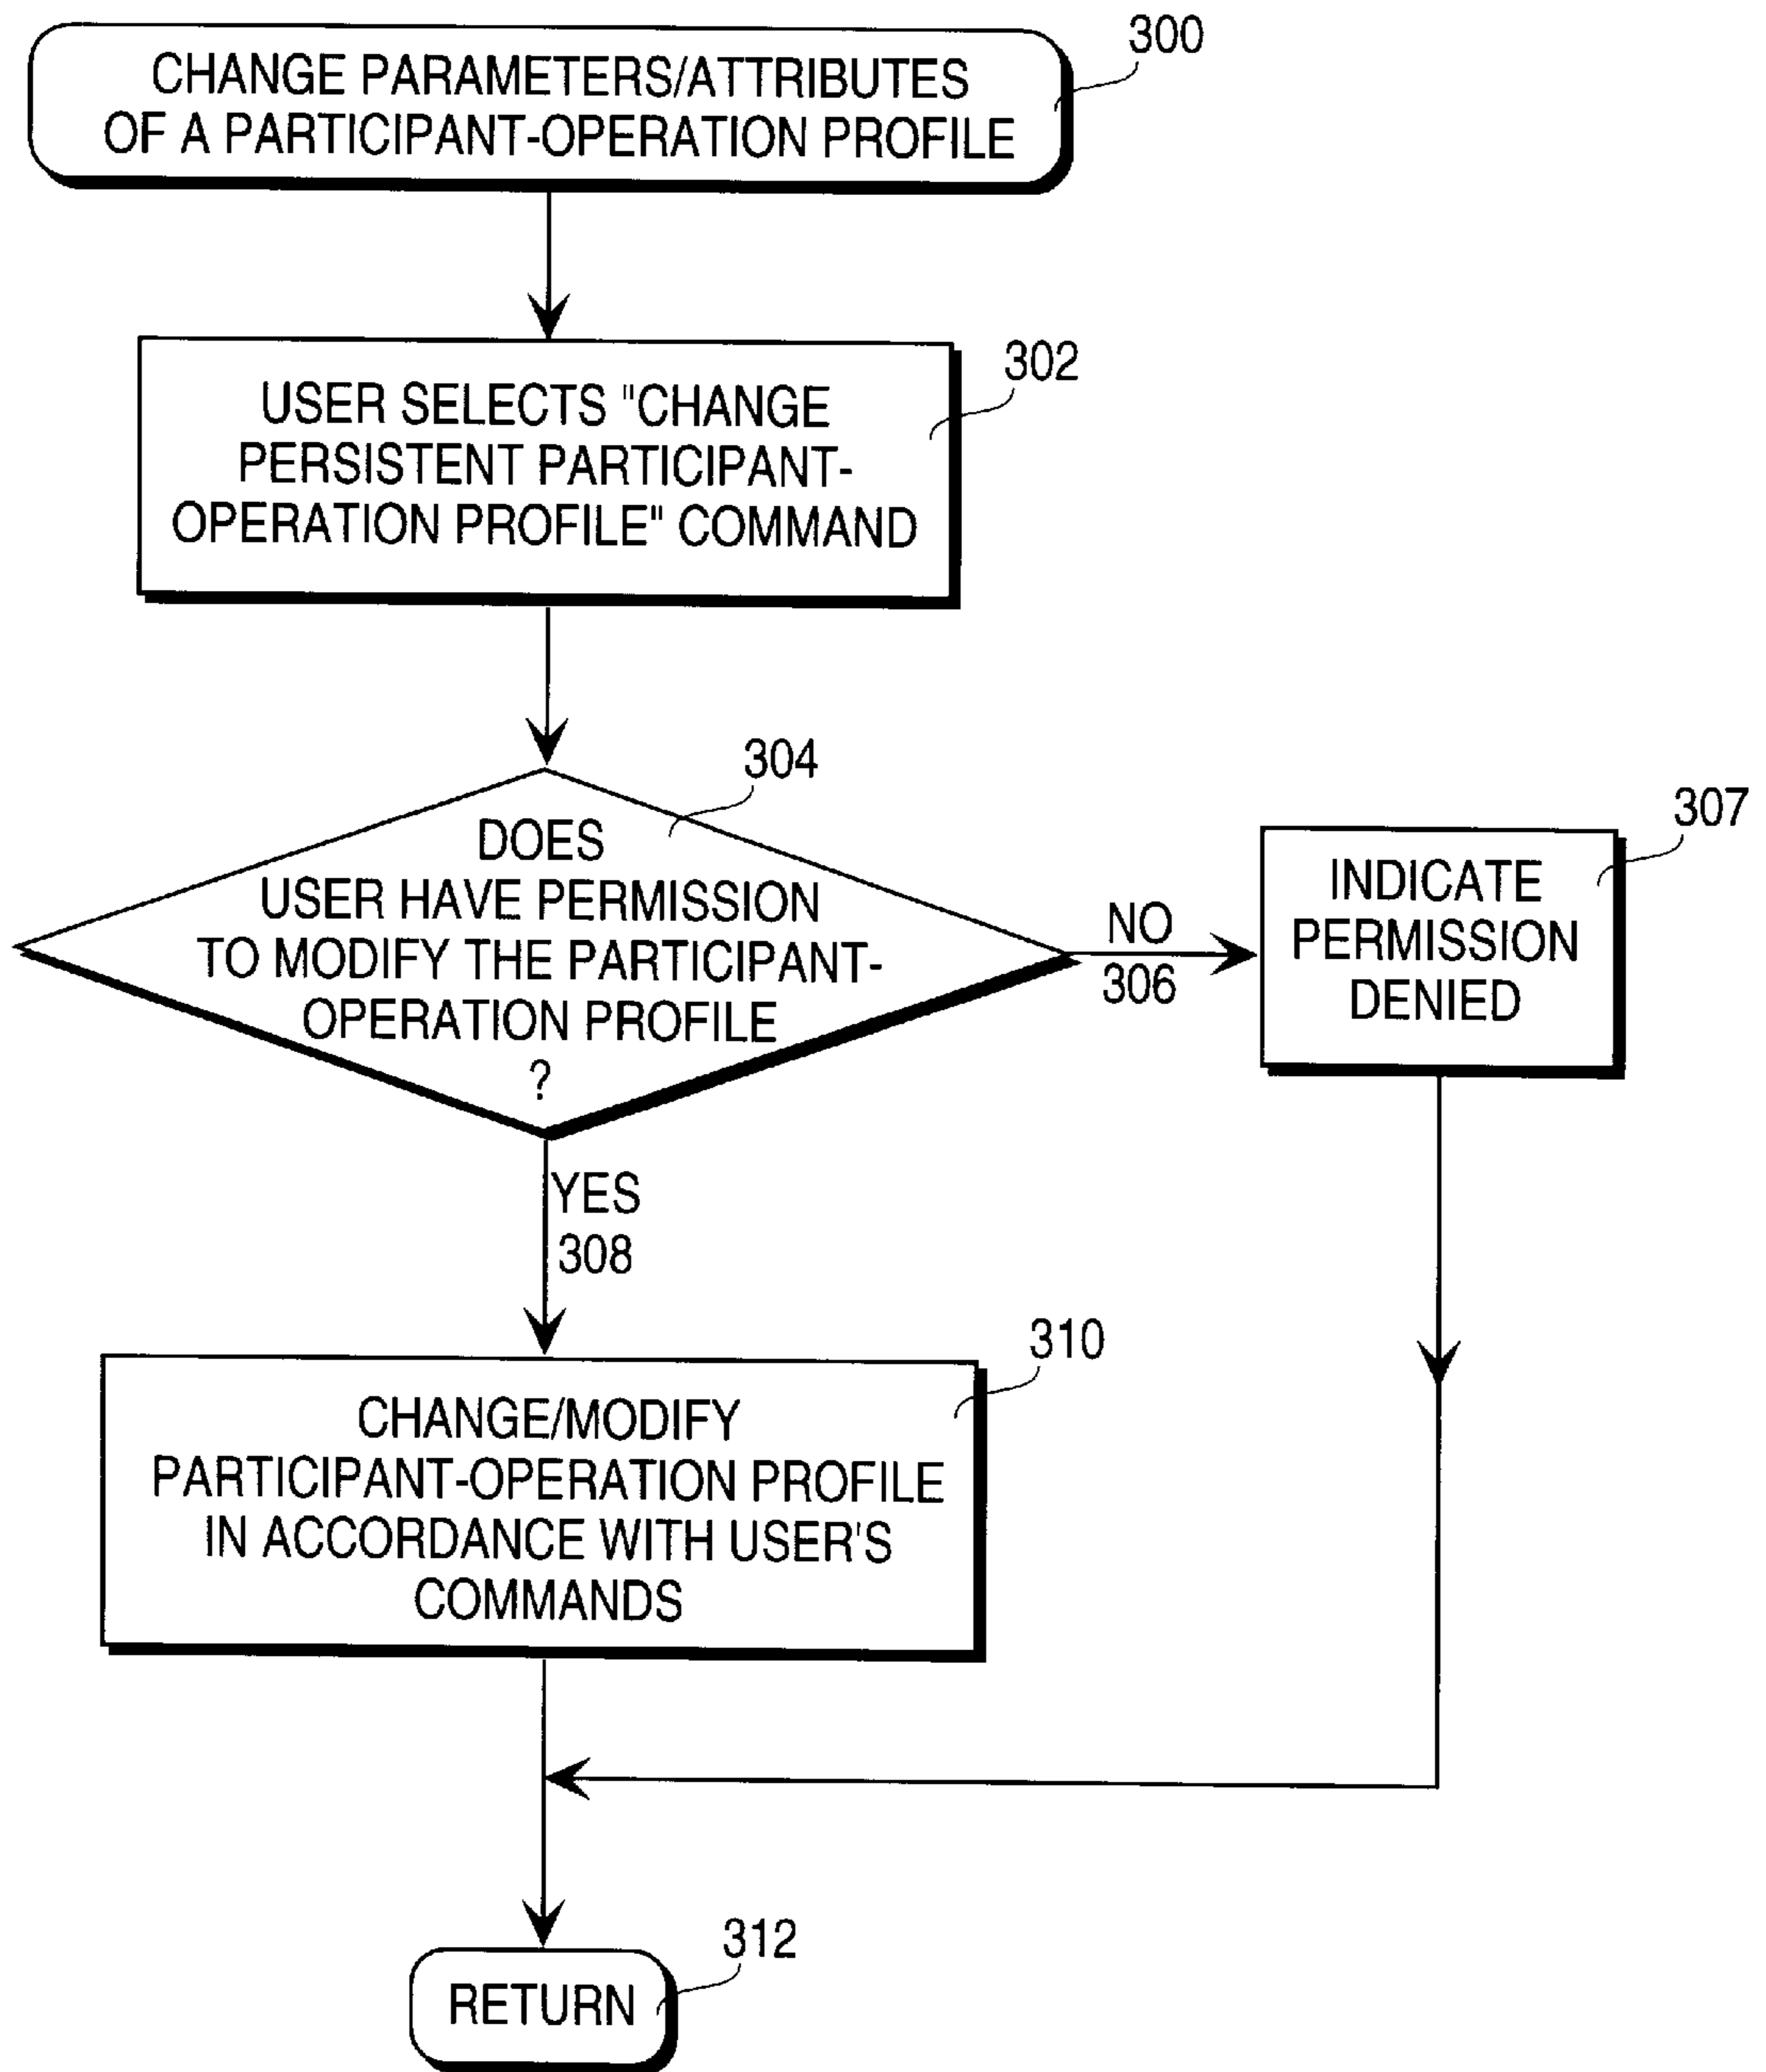 300
CHANGE PARAMETERS/ATTRIBUTES
OF A PARTICIPANT-OPERATION PROFILE
302
USER SELECTS "CHANGE
PERSISTENT PARTICIPANT-
OPERATION PROFILE" COMMAND
304
DOES
USER HAVE PERMISSION
TO MODIFY THE PARTICIPANT-
OPERATION PROFILE
?
NO
306
307
INDICATE
PERMISSION
DENIED
YES
308
310
CHANGE/MODIFY
PARTICIPANT-OPERATION PROFILE
IN ACCORDANCE WITH USER'S
COMMANDS
312
RETURN